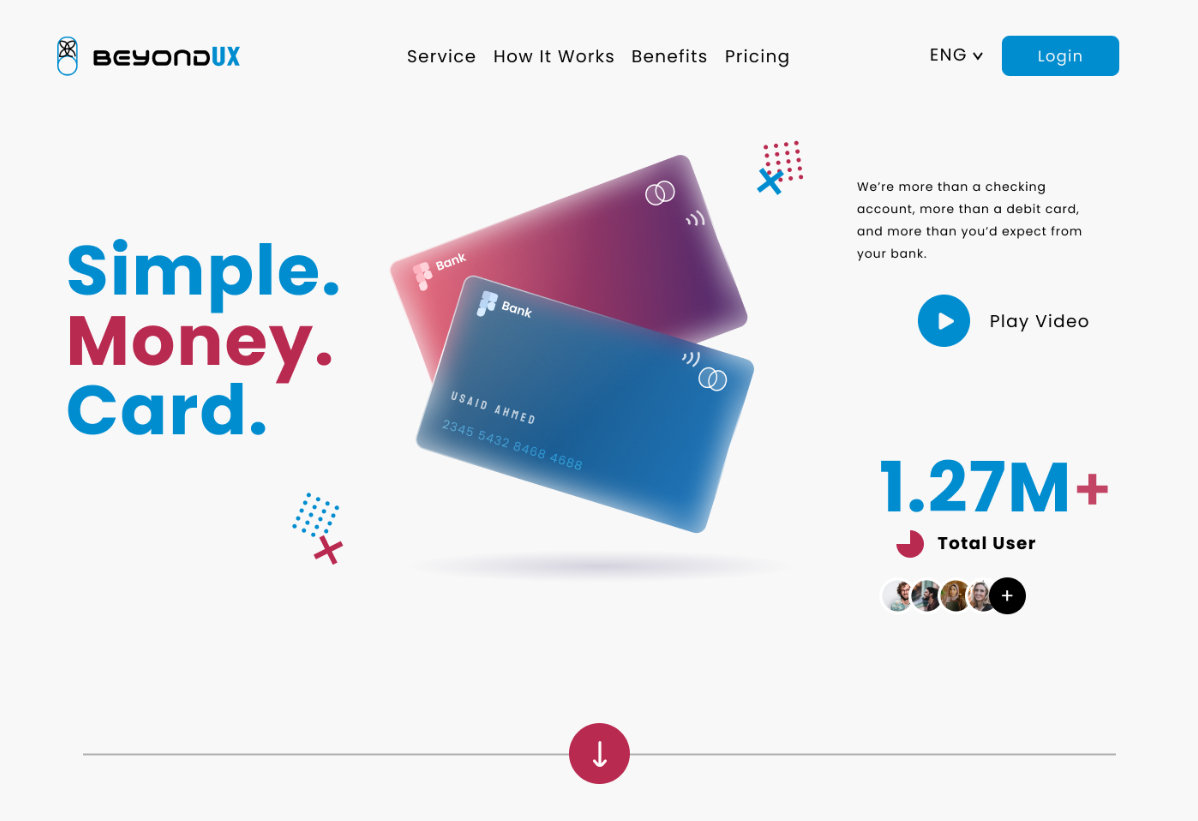 BEYONDUX
Service How It Works Benefits Pricing
ENG
Login
Simple.
Money.
Card.
Bank
Bank
USAID AHMED
2345 5432 8468 4688
We’re more than a checking
account, more than a debit card,
and more than you’d expect from
your bank.
Play Video
1.27M+
Total User
+